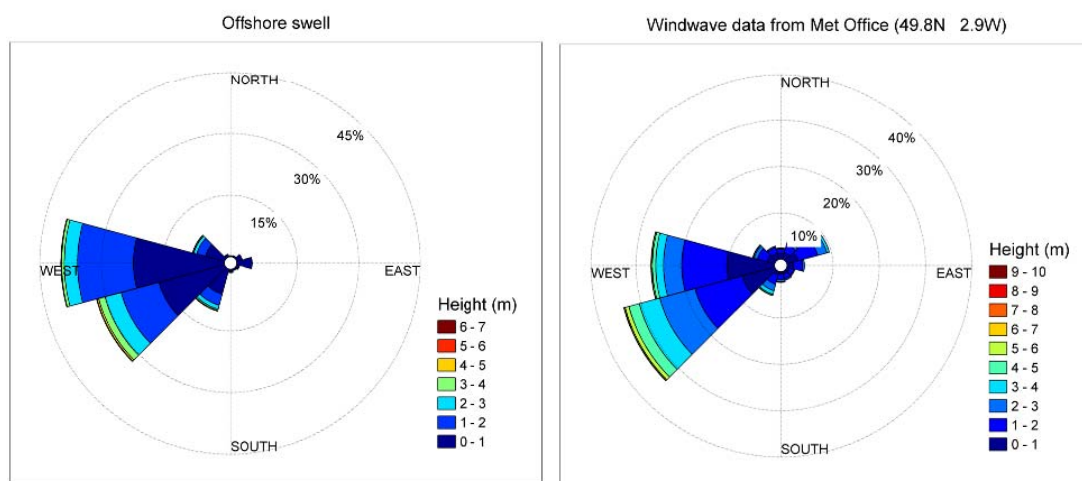 Offshore swell
NORTH
45%
30%
15%
WEST
EAST
SOUTH
Height (m)
6 - 7
5 - 6
4 - 5
3 - 4
2 - 3
1 - 2
0 - 1
Windwave data from Met Office (49.8N 2.9W)
NORTH
40%
30%
20%
10%
WEST
EAST
SOUTH
Height (m)
9 - 10
8 - 9
7 - 8
6 - 7
5 - 6
4 - 5
3 - 4
2 - 3
1 - 2
0 - 1